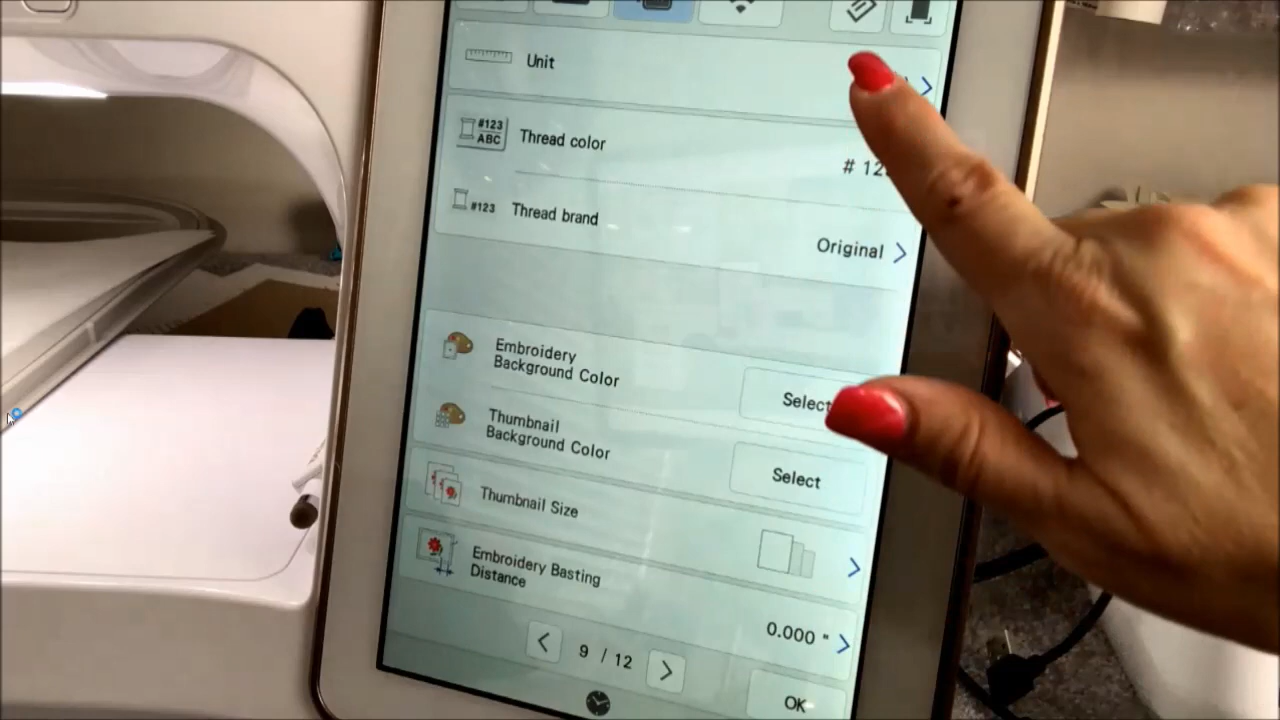 Unit
#123
ABC
Thread color
#123
Thread brand
Original
Embroidery
Background Color
Select
Thumbnail
Background Color
Select
Thumbnail Size
Embroidery Basting
Distance
0.000 "
9 / 12
OK